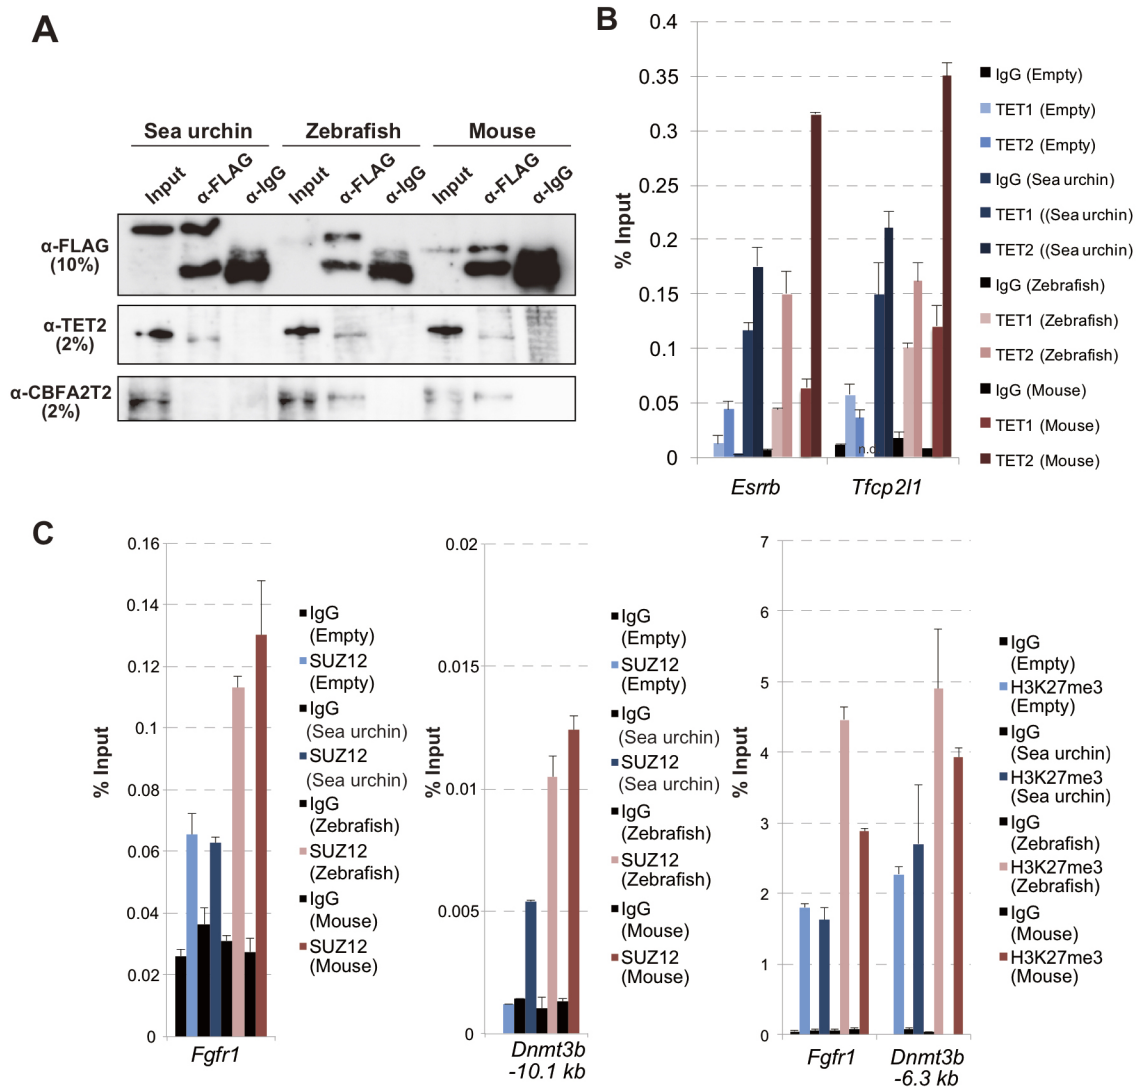 A
Sea urchin Zebrafish Mouse
Input α-FLAG α-IgG Input α-FLAG α-IgG Input α-FLAG α-IgG
α-FLAG
(10%)
α-TET2
(2%)
α-CBFA2T2
(2%)
B
% Input
0.4
0.35
0.3
0.25
0.2
0.15
0.1
0.05
0
n.d
Esrrb Tfcp2l1
IgG (Empty)
TET1 (Empty)
TET2 (Empty)
IgG (Sea urchin)
TET1 ((Sea urchin)
TET2 ((Sea urchin)
IgG (Zebrafish)
TET1 (Zebrafish)
TET2 (Zebrafish)
IgG (Mouse)
TET1 (Mouse)
TET2 (Mouse)
C
% Input
0.16
0.14
0.12
0.1
0.08
0.06
0.04
0.02
0
Fgfr1
IgG
(Empty)
SUZ12
(Empty)
IgG
(Sea urchin)
SUZ12
(Sea urchin)
IgG
(Zebrafish)
SUZ12
(Zebrafish)
IgG
(Mouse)
SUZ12
(Mouse)
% Input
0.02
0.015
0.01
0.005
0
Dnmt3b
-10.1 kb
IgG
(Empty)
SUZ12
(Empty)
IgG
(Sea urchin)
SUZ12
(Sea urchin)
IgG
(Zebrafish)
SUZ12
(Zebrafish)
IgG
(Mouse)
SUZ12
(Mouse)
% Input
7
6
5
4
3
2
1
0
Fgfr1 Dnmt3b
-6.3 kb
IgG
(Empty)
H3K27me3
(Empty)
IgG
(Sea urchin)
H3K27me3
(Sea urchin)
IgG
(Zebrafish)
H3K27me3
(Zebrafish)
IgG
(Mouse)
H3K27me3
(Mouse)